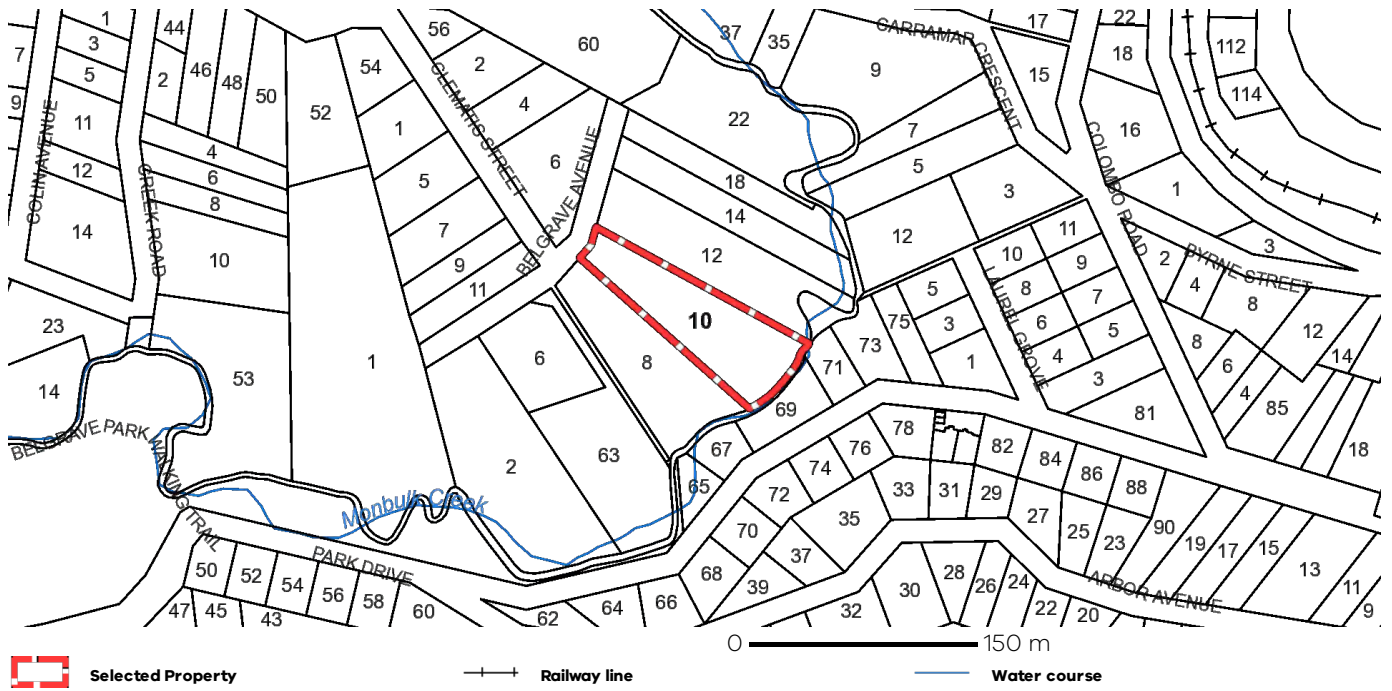 1 44 56 60 37 35 CARRAMAR CRESCENT 17 22
7 3 2 46 48 50 54 CLEMATIS STREET 2 9 15 18 112
5 52 4 114
9 11 COLIN AVENUE 1 BELGRAVE AVENUE 22 7 COLOMBO ROAD 16
12 CREEK ROAD 4 6 8 5 6 18 5 3 1
14 10 7 14 12 10 11 3
9 12 9 2 BYRNE STREET
11 LAUREL GROVE 8 7 4 8
23 5 75 3 6 5 12
14 53 1 6 8 10 73 1 4 8 14
71 3 6
69 81 4 85
BELGRAVE PARK WALKING TRAIL 2 63 67 76 78 82 84 86 88 18
65 74
Monbulk Creek 72 33 31 29 27 90
70 35 25 23 19 17 15
PARK DRIVE 37 13
50 52 54 56 58 60 68 39 30 28 26 24 ARBOR AVENUE 11
47 45 43 62 64 66 32 22 20 9
0 150 m
Selected Property Railway line Water course